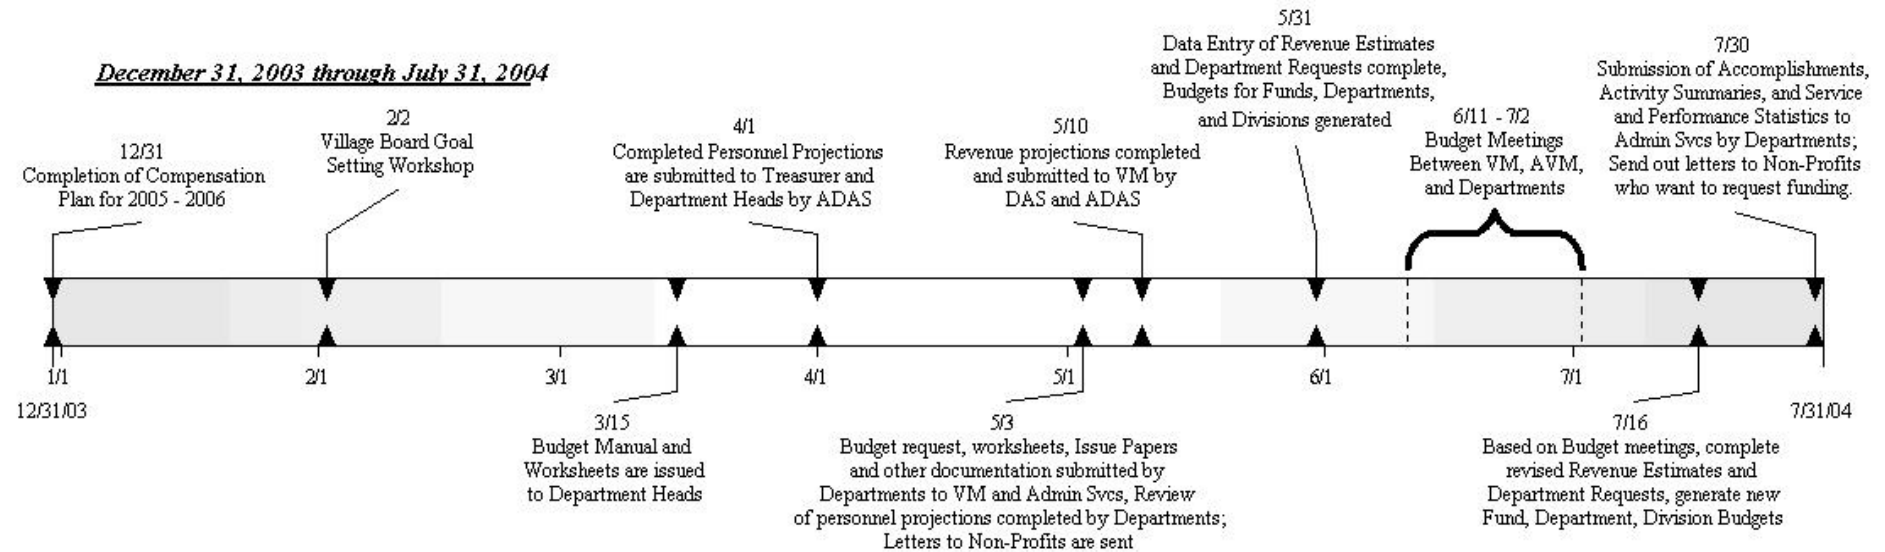 December 31, 2003 through July 31, 2004
12/31
Completion of Compensation
Plan for 2005 - 2006
2/2
Village Board Goal
Setting Workshop
4/1
Completed Personnel Projections
are submitted to Treasurer and
Department Heads by ADAS
5/10
Revenue projections completed
and submitted to VM by
DAS and ADAS
5/31
Data Entry of Revenue Estimates
and Department Requests complete,
Budgets for Funds, Departments,
and Divisions generated
6/11 - 7/2
Budget Meetings
Between VM, AVM,
and Departments
7/30
Submission of Accomplishments,
Activity Summaries, and Service
and Performance Statistics to
Admin Svcs by Departments;
Send out letters to Non-Profits
who want to request funding.
1/1
2/1
3/1
4/1
5/1
6/1
7/1
12/31/03
7/31/04
3/15
Budget Manual and
Worksheets are issued
to Department Heads
5/3
Budget request, worksheets, Issue Papers
and other documentation submitted by
Departments to VM and Admin Svcs, Review
of personnel projections completed by Departments;
Letters to Non-Profits are sent
7/16
Based on Budget meetings, complete
revised Revenue Estimates and
Department Requests, generate new
Fund, Department, Division Budgets